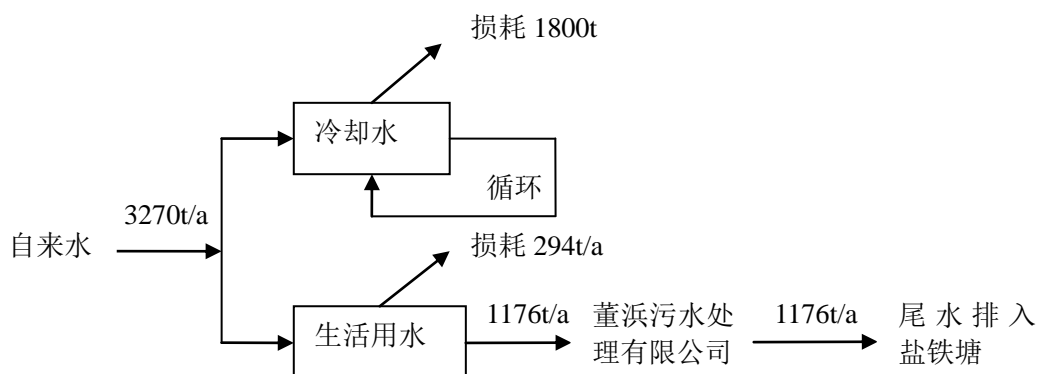 损耗 1800t
冷却水
循环
3270t/a
自来水
损耗 294t/a
生活用水
1176t/a
董浜污水处
理有限公司
1176t/a
尾水排入
盐铁塘